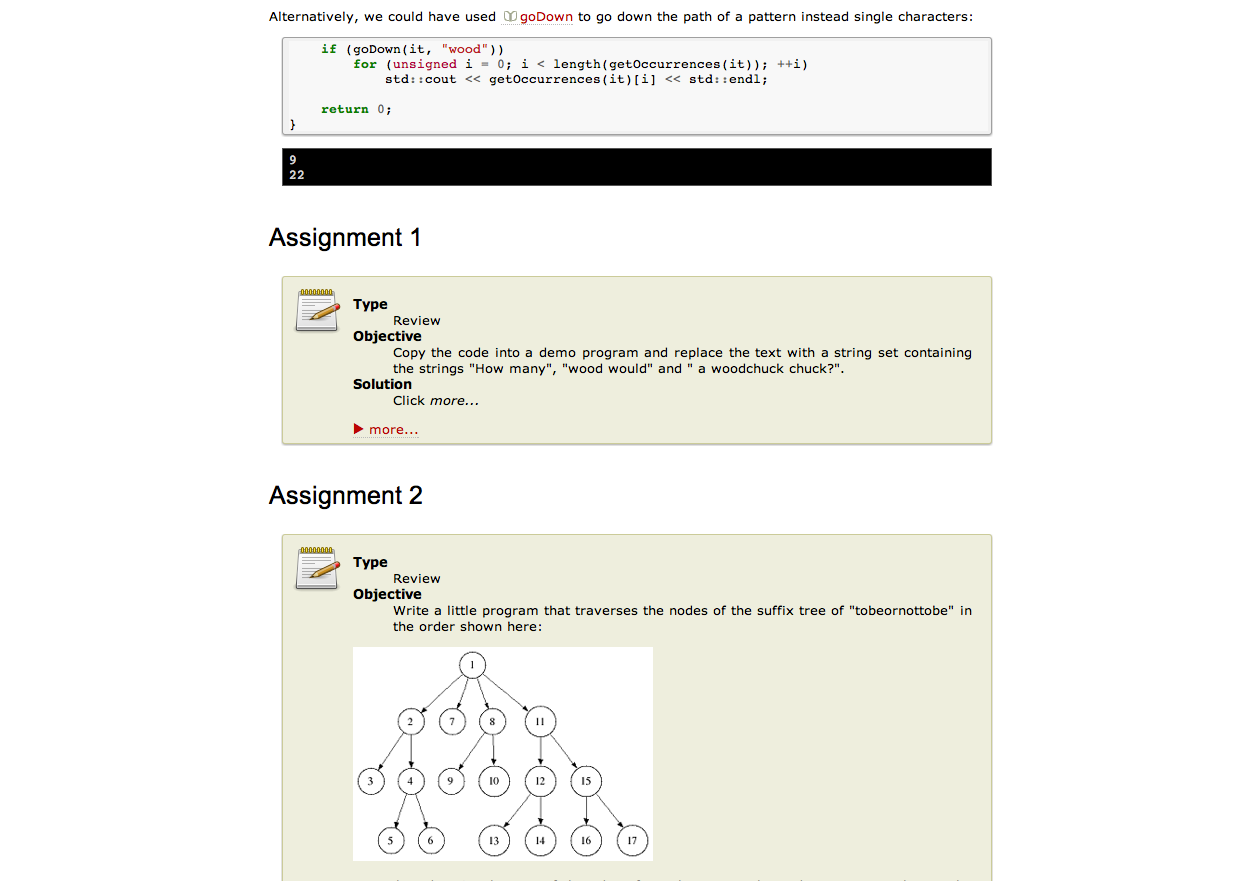 Alternatively, we could have used goDown to go down the path of a pattern instead single characters:
if (goDown(it, "wood"))
for (unsigned i = 0; i < length(getOccurrences(it)); ++i)
std::cout << getOccurrences(it)[i] << std::endl;
return 0;
}
9
22
Assignment 1
Type
Review
Objective
Copy the code into a demo program and replace the text with a string set containing
the strings "How many", "wood would" and " a woodchuck chuck?".
Solution
Click more...
more...
Assignment 2
Type
Review
Objective
Write a little program that traverses the nodes of the suffix tree of "tobeornottobe" in
the order shown here:
1
2 7 8 11
3 4 9 10 12 15
5 6 13 14 16 17